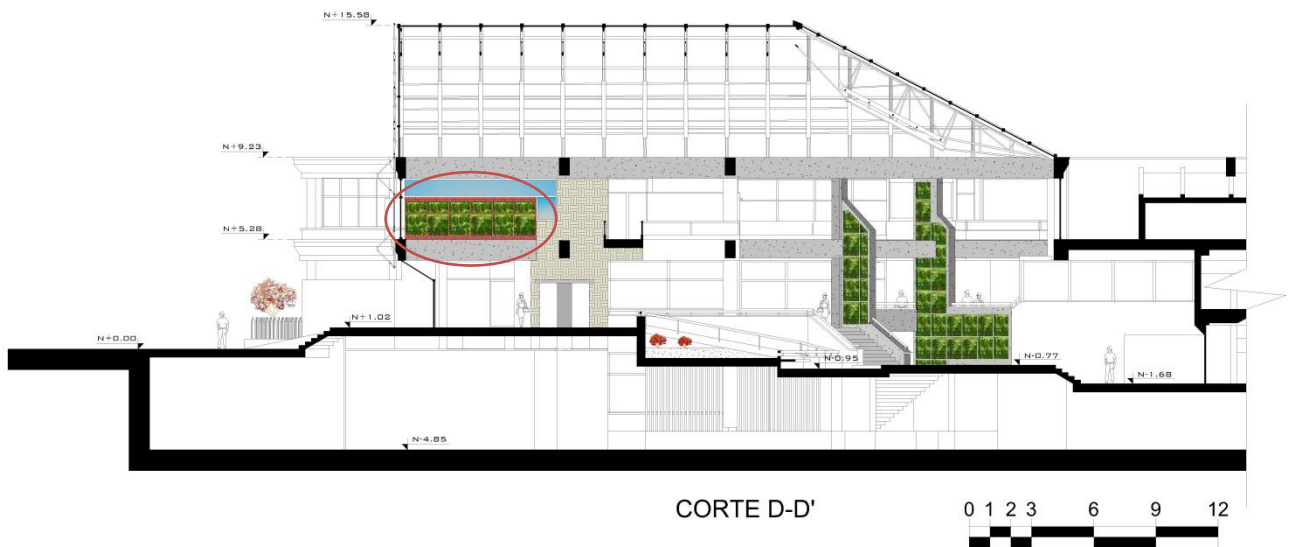 N+15.58
N+9.23
N+5.28
N+1.02
N+0.00
N-0.95
N-0.77
N-1.68
N-4.85
CORTE D-D'
0 1 2 3 6 9 12